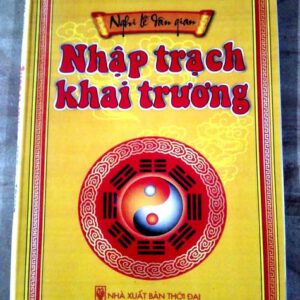 Nghi lễ dân gian
Nhập trạch
khai trương
NHÀ XUẤT BẢN THỜI ĐẠI